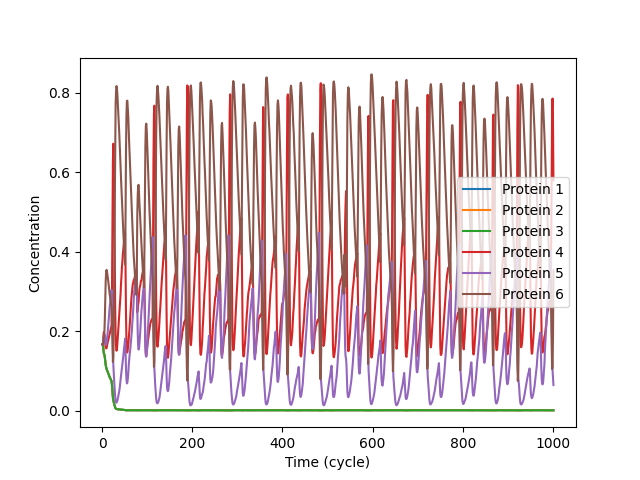 0.8
0.6
0.4
0.2
0.0
Concentration
0 200 400 600 800 1000
Time (cycle)
Protein 1
Protein 2
Protein 3
Protein 4
Protein 5
Protein 6